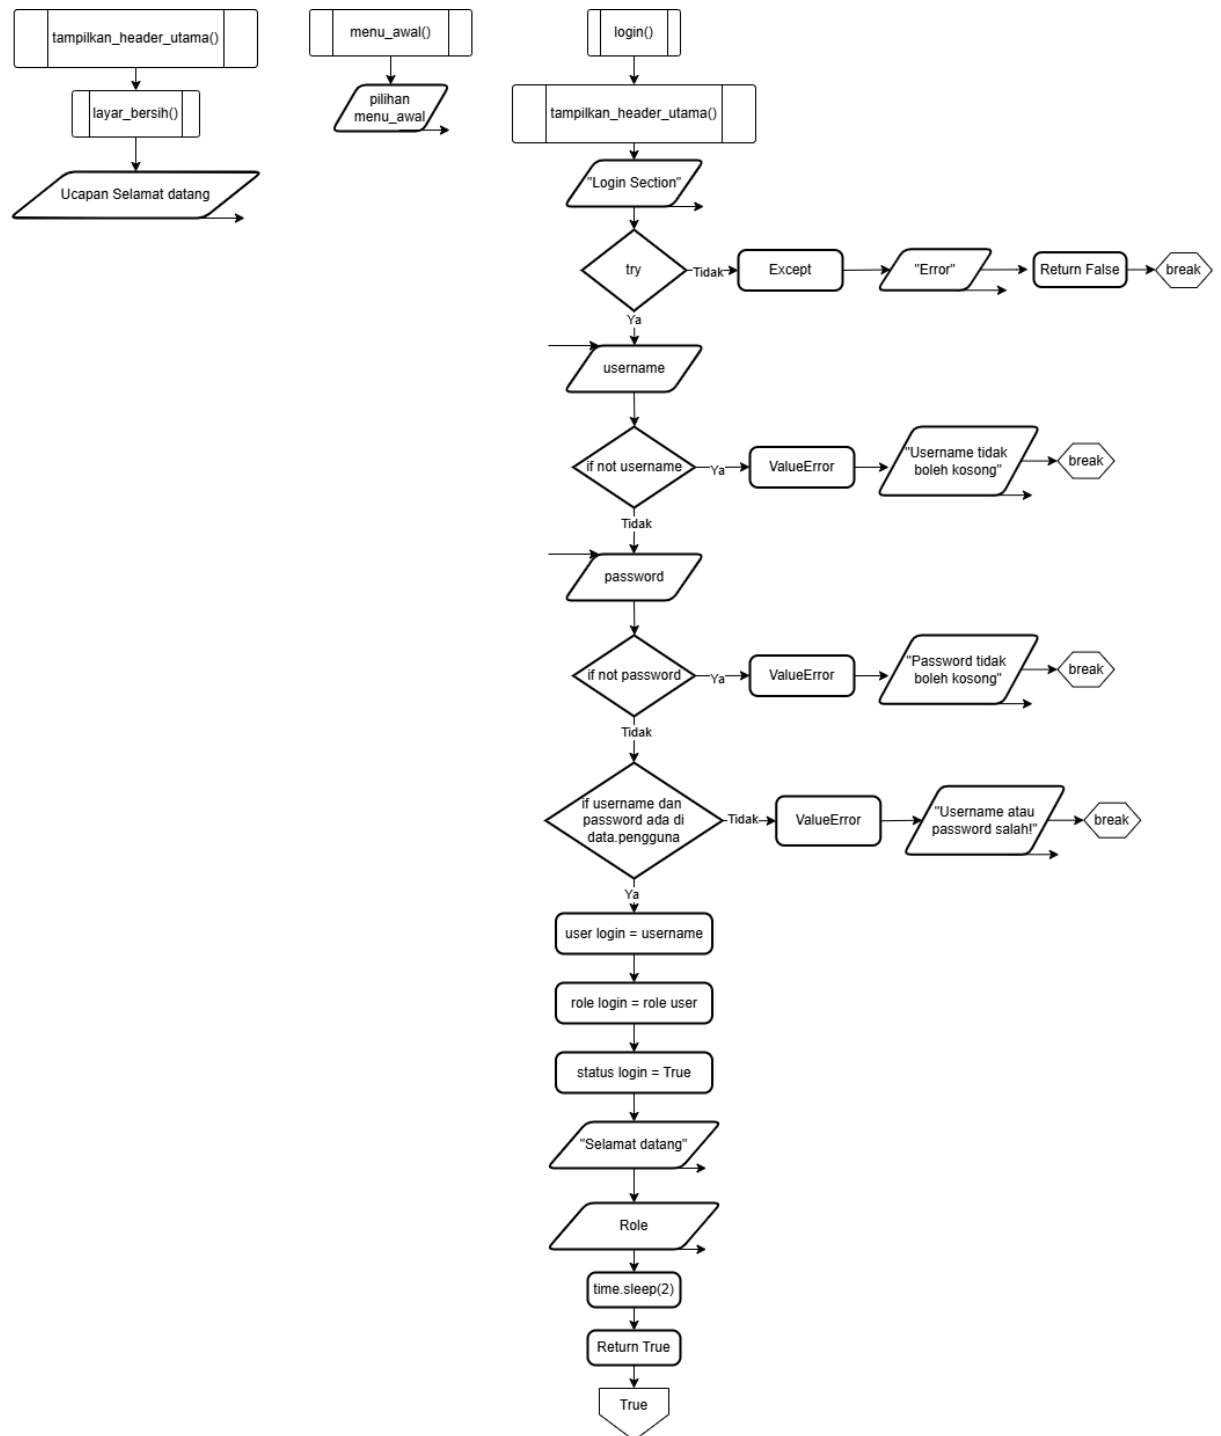 tampilkan_header_utama()
layar_bersih()
Ucapan Selamat datang
menu_awal()
pilihan
menu_awal
login()
tampilkan_header_utama()
"Login Section"
try
Tidak
Except
"Error"
Return False
break
Ya
username
if not username
Ya
ValueError
"Username tidak
boleh kosong"
break
Tidak
password
if not password
Ya
ValueError
"Password tidak
boleh kosong"
break
Tidak
if username dan
password ada di
data.pengguna
Tidak
ValueError
"Username atau
password salah!"
break
Ya
user login = username
role login = role user
status login = True
"Selamat datang"
Role
time.sleep(2)
Return True
True